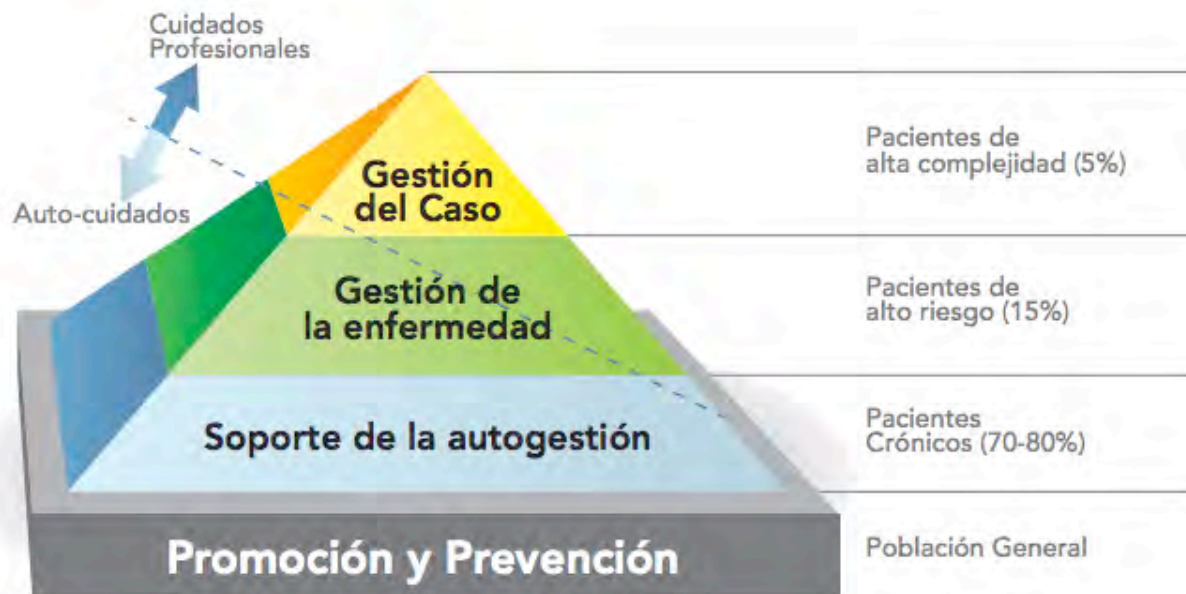 Cuidados
Profesionales
Auto-cuidados
Gestión
del Caso
Pacientes de
alta complejidad (5%)
Gestión de
la enfermedad
Pacientes de
alto riesgo (15%)
Soporte de la autogestión
Pacientes
Crónicos (70-80%)
Promoción y Prevención
Población General